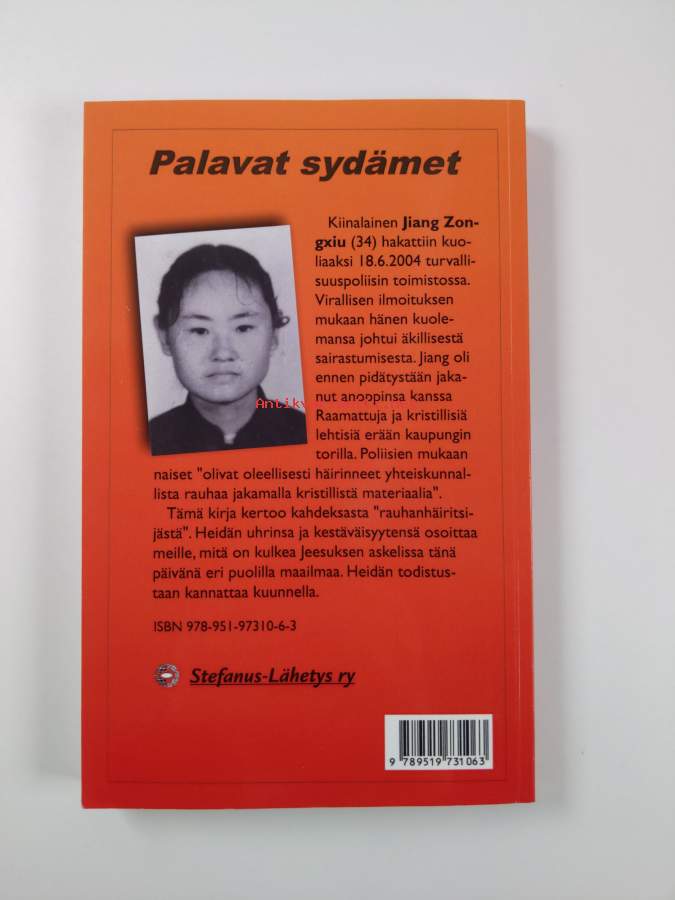 Palavat sydämet
Kiinalainen Jiang Zon-
gxiu (34) hakattiin kuo-
liaaksi 18.6.2004 turvalli-
suuspoliisin toimistossa.
Virallisen ilmoituksen
mukaan hänen kuole-
mansa johtui äkillisestä
sairastumisesta. Jiang oli
ennen pidätystään jaka-
nut anoppinsa kanssa
Raamattuja ja kristillisiä
lehtisiä erään kaupungin
torilla. Poliisien mukaan
naiset "olivat oleellisesti häirinneet yhteiskunnal-
lista rauhaa jakamalla kristillistä materiaalia".
Tämä kirja kertoo kahdeksasta "rauhanhäiritsi-
jästä". Heidän uhrinsa ja kestäväisyytensä osoittaa
meille, mitä on kulkea Jeesuksen askelissa tänä
päivänä eri puolilla maailmaa. Heidän todistus-
taan kannattaa kuunnella.
ISBN 978-951-97310-6-3
Stefanus-Lähetys ry
9 789519 731063